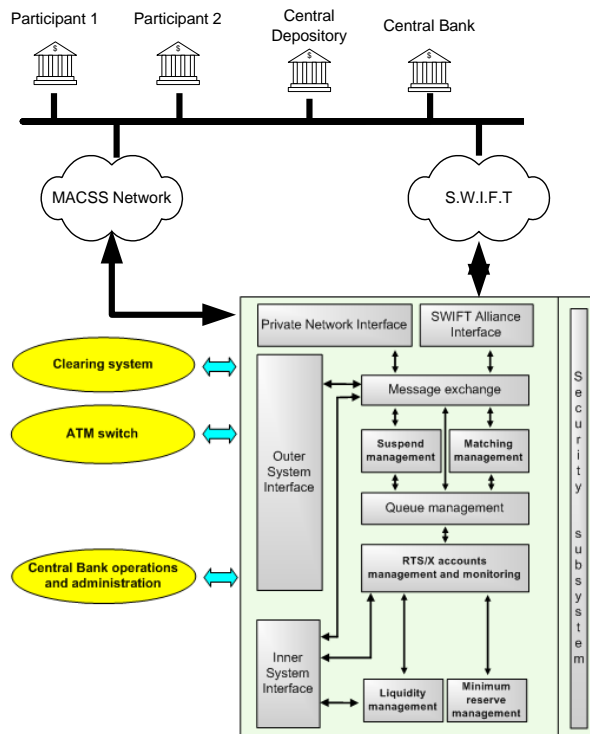 Participant 1
Participant 2
Central
Depository
Central Bank
$
$
$
$
MACSS Network
S.W.I.F.T
Private Network Interface
SWIFT Alliance
Interface
Clearing system
Message exchange
ATM switch
Suspend
management
Matching
management
Outer
System
Interface
Queue management
RTS/X accounts
management and monitoring
Central Bank operations
and administration
Inner
System
Interface
Liquidity
management
Minimum
reserve
management
Security subsystem